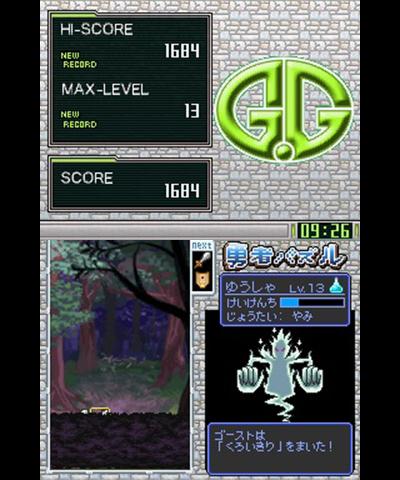 HI-SCORE
NEW
RECORD
1684
MAX-LEVEL
NEW
RECORD
13
G.G
SCORE
1684
09:26
next
勇者パズル
ゆうしゃ Lv.13
けいけんち
じょうたい: やみ
ゴーストは
「くろいきり」をまいた!